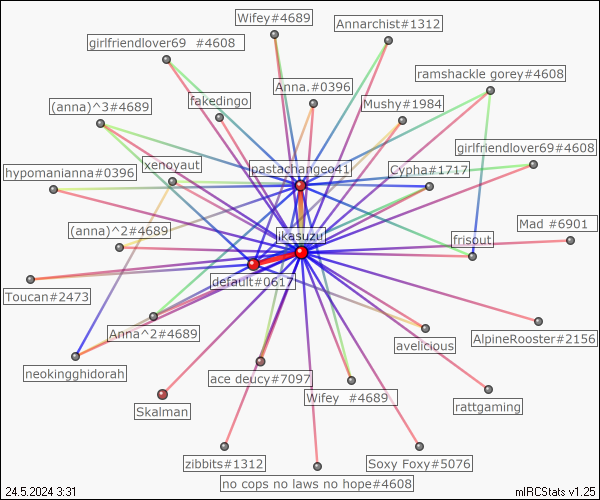 Wifey#4689
Annarchist#1312
girlfriendlover69  #4608
ramshackle gorey#4608
Anna.#0396
fakedingo
Mushy#1984
(anna)^3#4689
girlfriendlover69#4608
xenoyaut
pastachangeo41
Cypha#1717
hypomanianna#0396
Mad #6901
(anna)^2#4689
ikasuzu
frisout
default#0617
Toucan#2473
Anna^2#4689
AlpineRooster#2156
avelicious
neokingghidorah
ace deucy#7097
Wifey  #4689
rattgaming
Skalman
zibbits#1312
Soxy Foxy#5076
no cops no laws no hope#4608
24.5.2024 3:31
mIRCStats v1.25